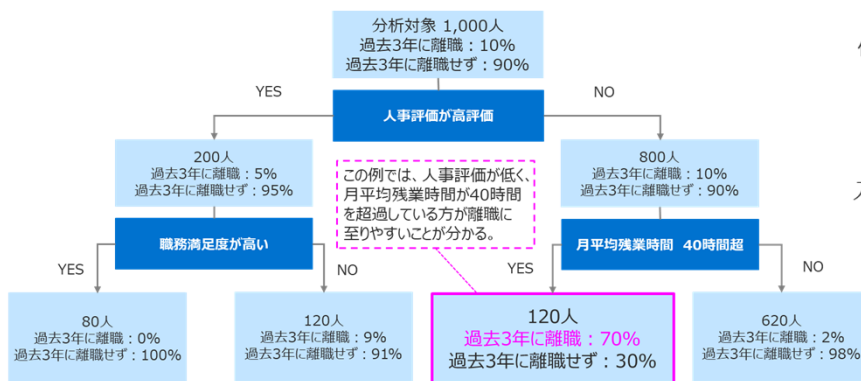 分析対象 1,000人
過去3年に離職：10%
過去3年に離職せず：90%
YES
NO
人事評価が高評価
200人
過去3年に離職：5%
過去3年に離職せず：95%
この例では、人事評価が低く、
月平均残業時間が40時間
を超過している方が離職に
至りやすいことが分かる。
800人
過去3年に離職：10%
過去3年に離職せず：90%
職務満足度が高い
月平均残業時間 40時間超
YES
NO
YES
NO
80人
過去3年に離職：0%
過去3年に離職せず：100%
120人
過去3年に離職：9%
過去3年に離職せず：91%
120人
過去3年に離職：70%
過去3年に離職せず：30%
620人
過去3年に離職：2%
過去3年に離職せず：98%